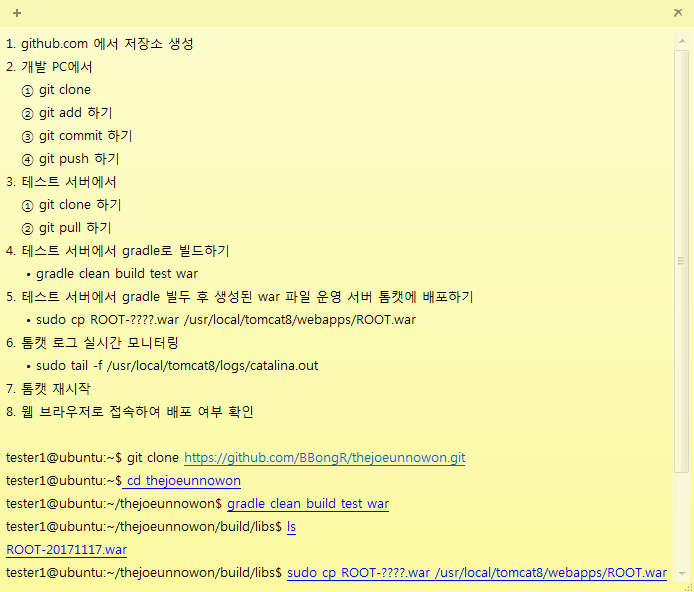 1. github.com 에서 저장소 생성
2. 개발 PC에서
① git clone
② git add 하기
③ git commit 하기
④ git push 하기
3. 테스트 서버에서
① git clone 하기
② git pull 하기
4. 테스트 서버에서 gradle로 빌드하기
• gradle clean build test war
5. 테스트 서버에서 gradle 빌두 후 생성된 war 파일 운영 서버 톰캣에 배포하기
• sudo cp ROOT-????.war /usr/local/tomcat8/webapps/ROOT.war
6. 톰캣 로그 실시간 모니터링
• sudo tail -f /usr/local/tomcat8/logs/catalina.out
7. 톰캣 재시작
8. 웹 브라우저로 접속하여 배포 여부 확인
tester1@ubuntu:~$ git clone https://github.com/BBongR/thejoeunnowon.git
tester1@ubuntu:~$ cd thejoeunnowon
tester1@ubuntu:~/thejoeunnowon$ gradle clean build test war
tester1@ubuntu:~/thejoeunnowon/build/libs$ ls
ROOT-20171117.war
tester1@ubuntu:~/thejoeunnowon/build/libs$ sudo cp ROOT-????.war /usr/local/tomcat8/webapps/ROOT.war